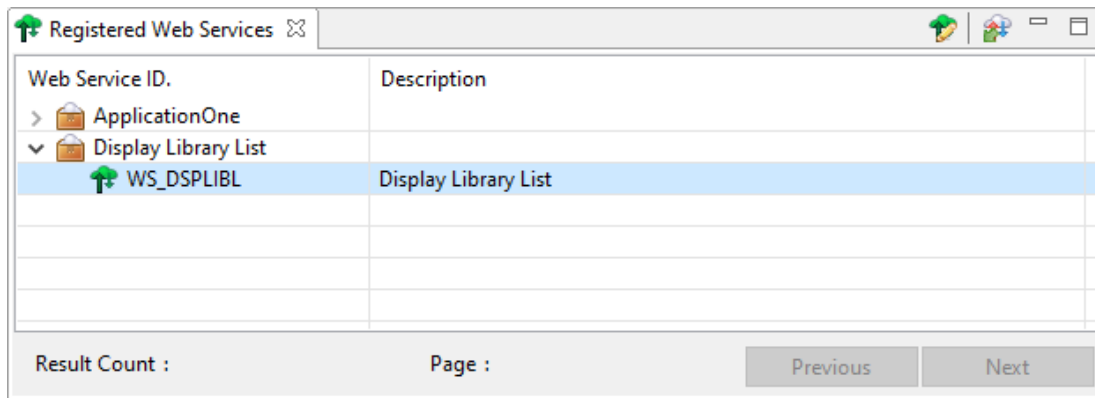 Registered Web Services
Web Service ID. Description
ApplicationOne
Display Library List
WS_DSPLIBL Display Library List
Result Count : Page : Previous Next